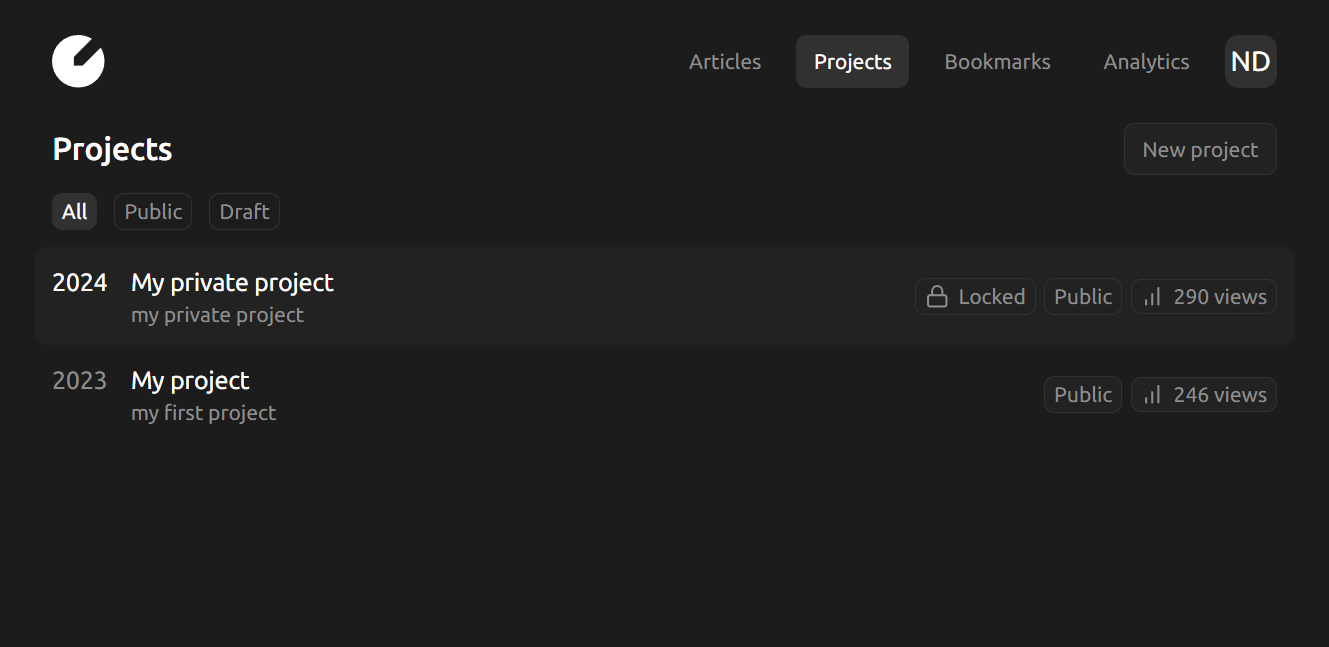 Articles Projects Bookmarks Analytics ND
Projects New project
All Public Draft
2024 My private project
my private project
Locked Public 290 views
2023 My project
my first project
Public 246 views